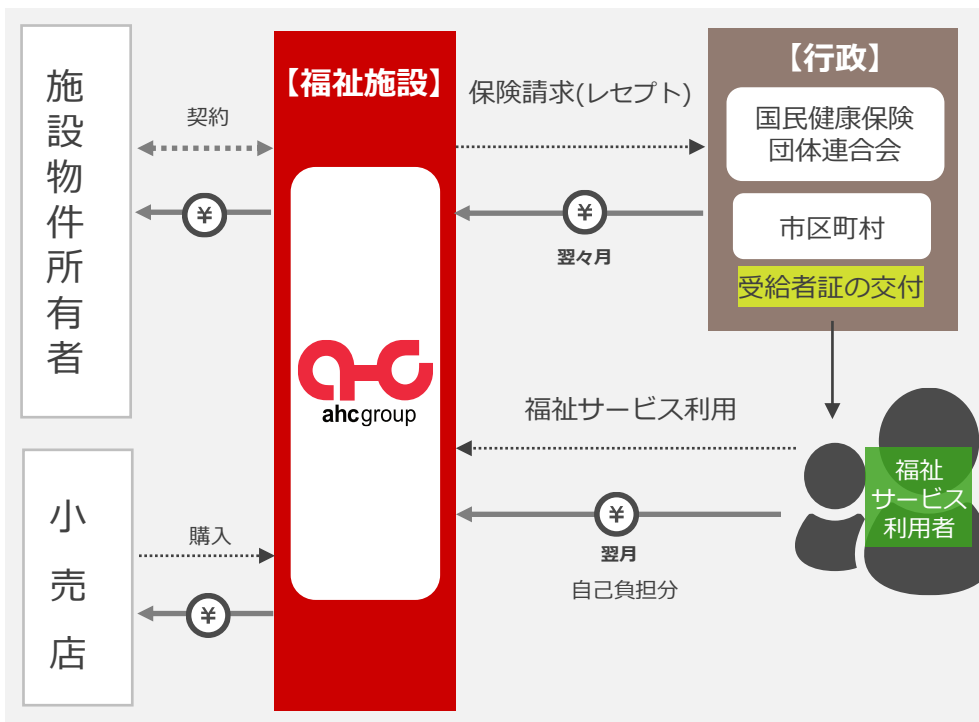 施設物件所有者
契約
¥
【福祉施設】
保険請求(レセプト)
¥
翌々月
【行政】
国民健康保険
団体連合会
市区町村
受給者証の交付
ahcgroup
福祉サービス利用
¥
翌月
自己負担分
福祉
サービス
利用者
小売店
購入
¥